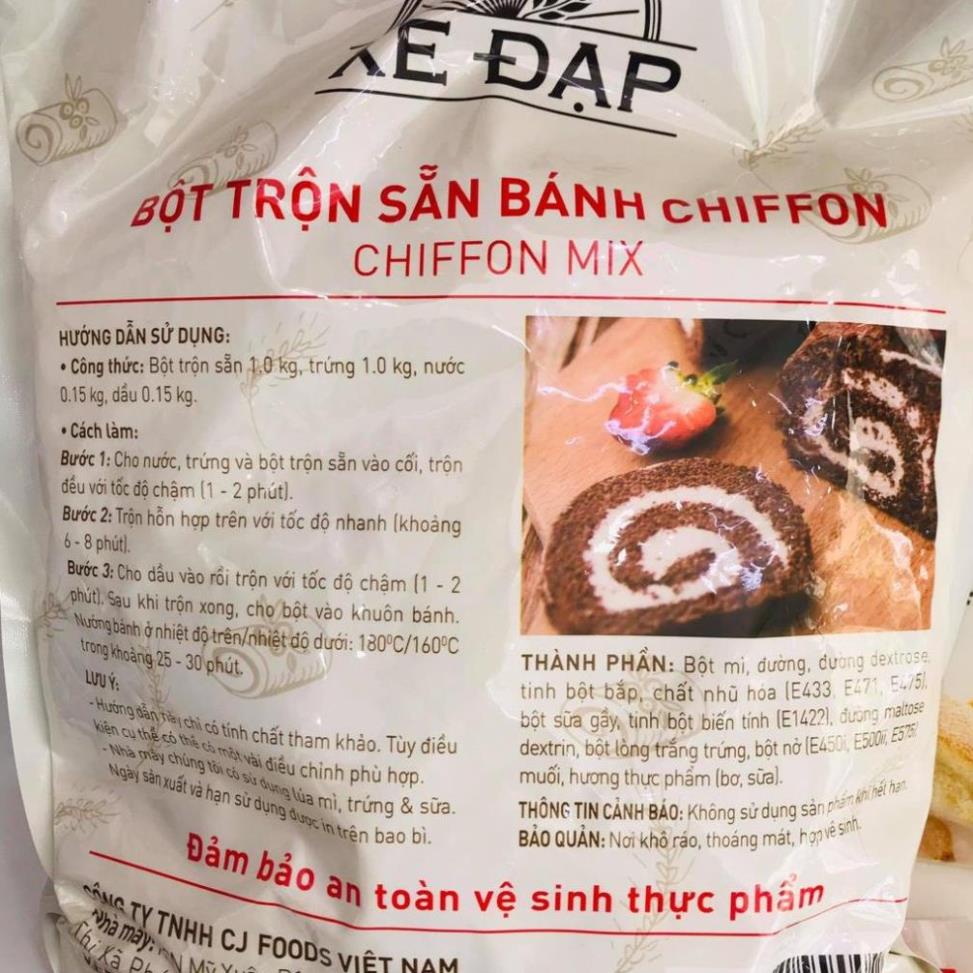 XE ĐẠP
BỘT TRỘN SẴN BÁNH CHIFFON
CHIFFON MIX
HƯỚNG DẪN SỬ DỤNG:
• Công thức: Bột trộn sẵn 1.0 kg, trứng 1.0 kg, nước
0.15 kg, dầu 0.15 kg.
• Cách làm:
Bước 1: Cho nước, trứng và bột trộn sẵn vào cối, trộn
đều với tốc độ chậm (1 - 2 phút).
Bước 2: Trộn hỗn hợp trên với tốc độ nhanh (khoảng
6 - 8 phút).
Bước 3: Cho dầu vào rồi trộn với tốc độ chậm (1 - 2
phút). Sau khi trộn xong, cho bột vào khuôn bánh.
Nướng bánh ở nhiệt độ trên/nhiệt độ dưới: 180ºC/160ºC
trong khoảng 25 - 30 phút.
LƯU Ý:
- Hướng dẫn này chỉ có tính chất tham khảo. Tùy điều
kiện cụ thể có thể có một vài điều chỉnh phù hợp.
- Nhà máy chúng tôi có sử dụng lúa mì, trứng & sữa.
Ngày sản xuất và hạn sử dụng được in trên bao bì.
THÀNH PHẦN: Bột mì, đường, đường dextrose,
tinh bột bắp, chất nhũ hóa (E433, E471, E475),
bột sữa gầy, tinh bột biến tính (E1422), đường maltose
dextrin, bột lòng trắng trứng, bột nở (E450i, E500ii, E575)
muối, hương thực phẩm (bơ, sữa).
THÔNG TIN CẢNH BÁO: Không sử dụng sản phẩm khi hết hạn.
BẢO QUẢN: Nơi khô ráo, thoáng mát, hợp vệ sinh.
Đảm bảo an toàn vệ sinh thực phẩm
CÔNG TY TNHH CJ FOODS VIỆT NAM
Nhà máy: Mỹ Xuân
Thị Xã